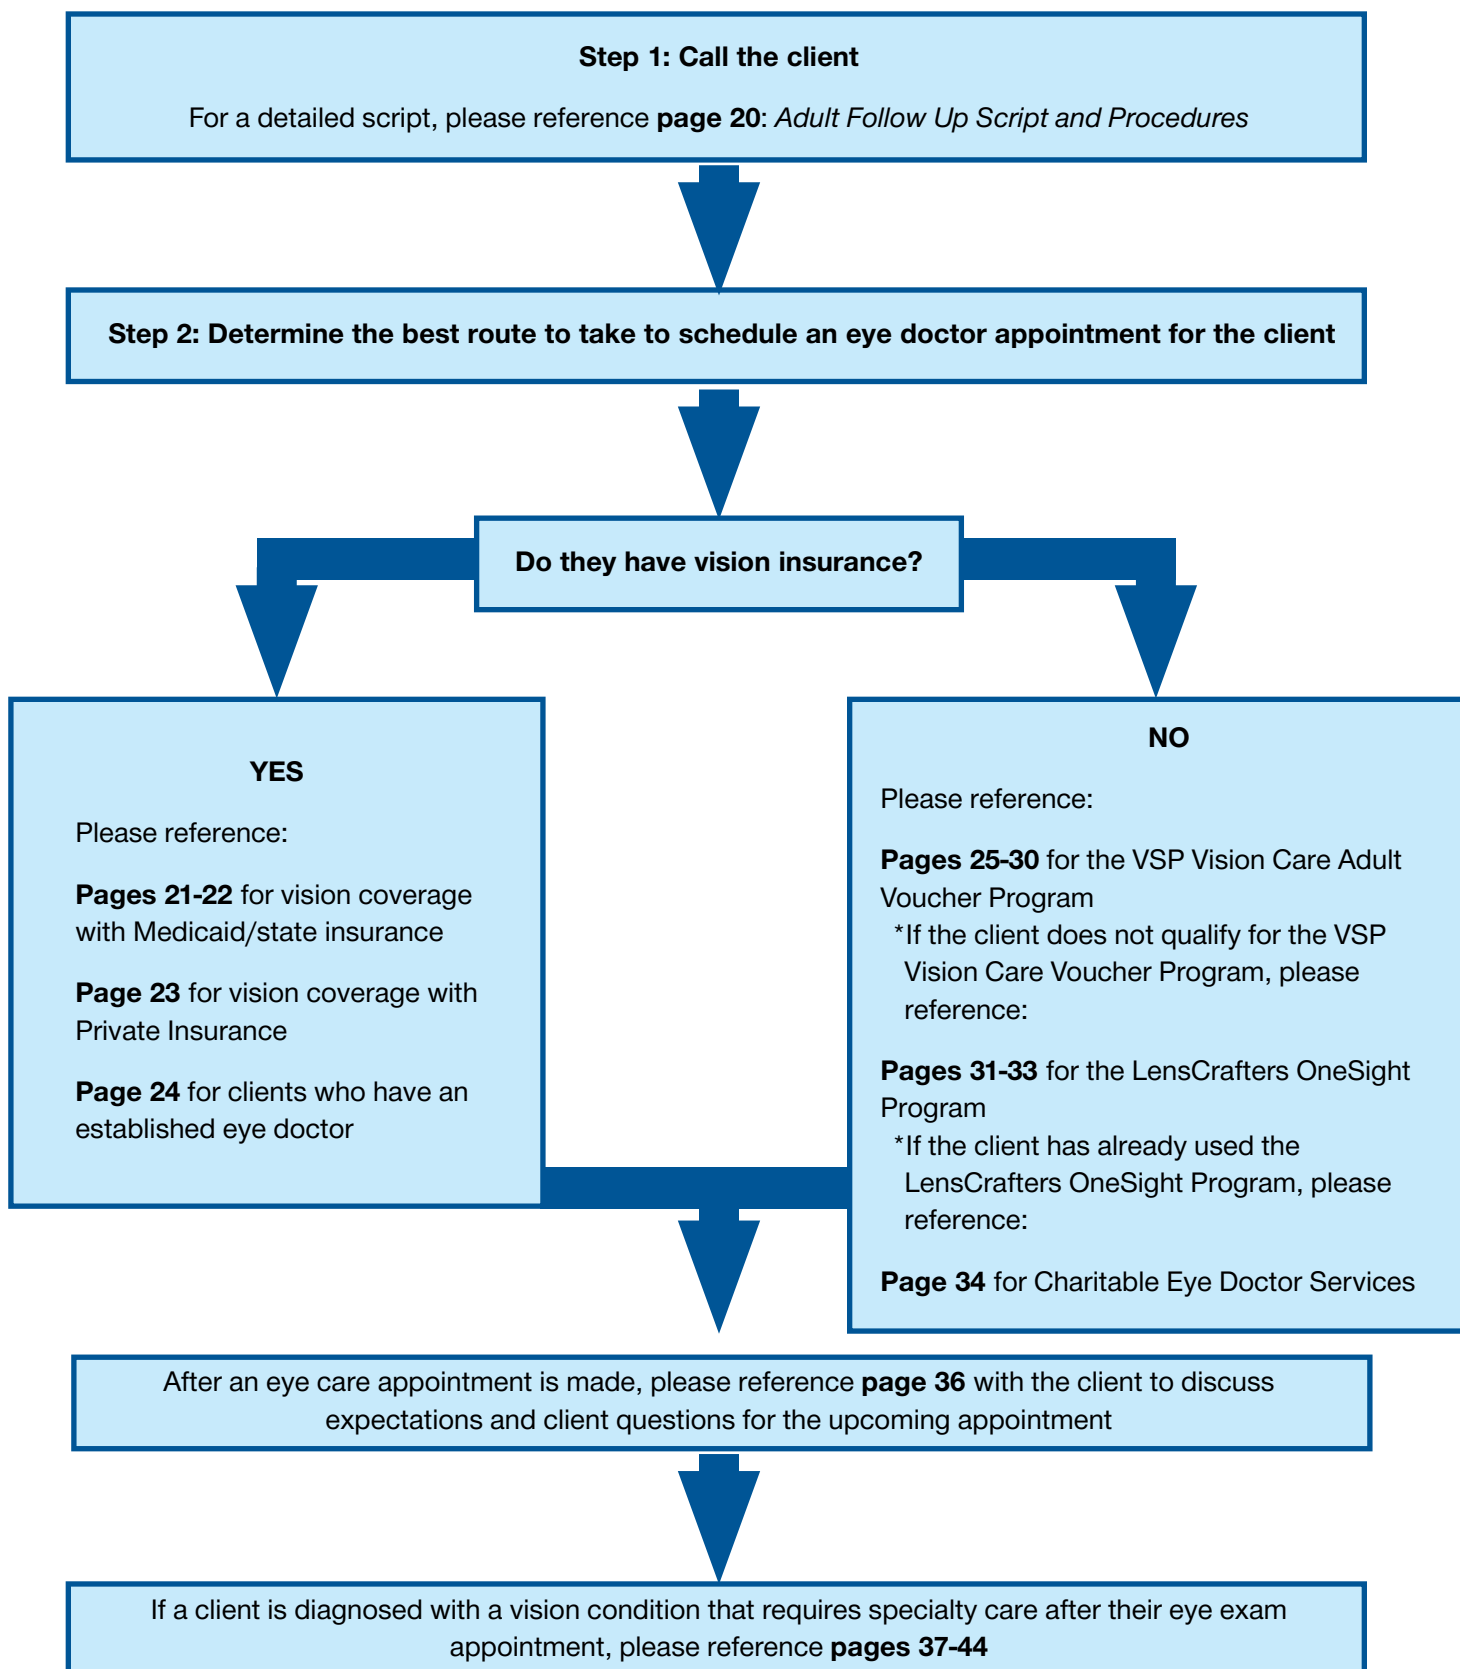 Step 1: Call the client
For a detailed script, please reference page 20: Adult Follow Up Script and Procedures
Step 2: Determine the best route to take to schedule an eye doctor appointment for the client
Do they have vision insurance?
YES
Please reference:
Pages 21-22 for vision coverage
with Medicaid/state insurance
Page 23 for vision coverage with
Private Insurance
Page 24 for clients who have an
established eye doctor
NO
Please reference:
Pages 25-30 for the VSP Vision Care Adult
Voucher Program
*If the client does not qualify for the VSP
Vision Care Voucher Program, please
reference:
Pages 31-33 for the LensCrafters OneSight
Program
*If the client has already used the
LensCrafters OneSight Program, please
reference:
Page 34 for Charitable Eye Doctor Services
After an eye care appointment is made, please reference page 36 with the client to discuss
expectations and client questions for the upcoming appointment
If a client is diagnosed with a vision condition that requires specialty care after their eye exam
appointment, please reference pages 37-44